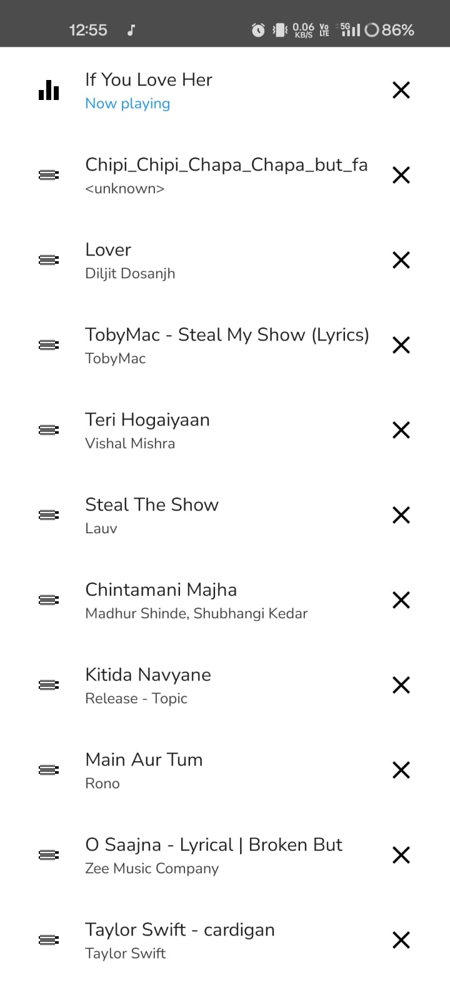 12:55
0.06 KB/S Vo LTE 5G 86%
If You Love Her
Now playing
Chipi_Chipi_Chapa_Chapa_but_fa
<unknown>
Lover
Diljit Dosanjh
TobyMac - Steal My Show (Lyrics)
TobyMac
Teri Hogaiyaan
Vishal Mishra
Steal The Show
Lauv
Chintamani Majha
Madhur Shinde, Shubhangi Kedar
Kitida Navyane
Release - Topic
Main Aur Tum
Rono
O Saajna - Lyrical | Broken But
Zee Music Company
Taylor Swift - cardigan
Taylor Swift